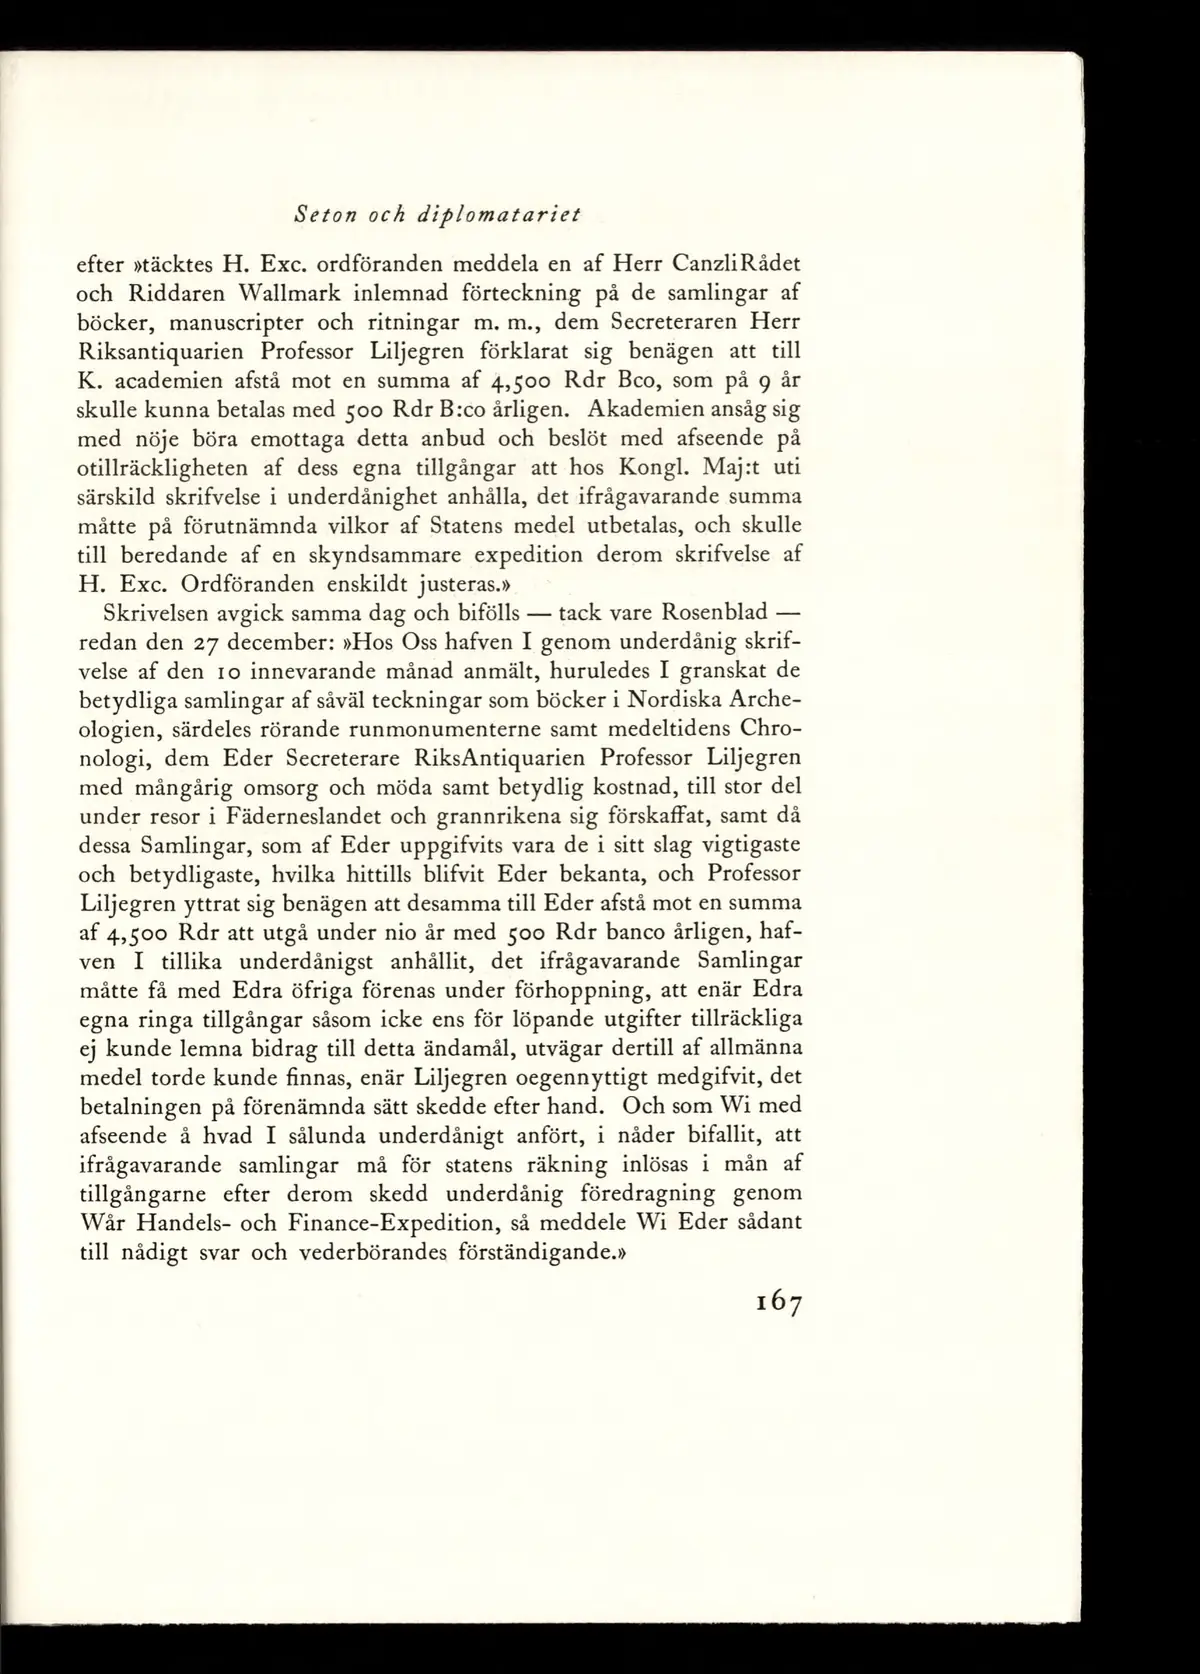 Seton och diplomatariet
efter »täcktes H. Exc. ordföranden meddela en af Herr CanzliRådet
och Riddaren Wallmark inlemnad förteckning på de samlingar af
böcker, manuscripter och ritningar m. m., dem Secreteraren Herr
Riksantiquarien Professor Liljegren förklarat sig benägen att till
K. academien afstå mot en summa af 4,500 Rdr Bco, som på 9 år
skulle kunna betalas med 500 Rdr B:co årligen. Akademien ansåg sig
med nöje böra emottaga detta anbud och beslöt med afseende på
otillräckligheten af dess egna tillgångar att hos Kongl. Maj:t uti
särskild skrifvelse i underdånighet anhålla, det ifrågavarande summa
måtte på förutnämnda vilkor af Statens medel utbetalas, och skulle
till beredande af en skyndsammare expedition derom skrifvelse af
H. Exc. Ordföranden enskildt justeras.»
Skrivelsen avgick samma dag och bifölls — tack vare Rosenblad —
redan den 27 december: »Hos Oss hafven I genom underdånig skrif-
velse af den 10 innevarande månad anmält, huruledes I granskat de
betydliga samlingar af såväl teckningar som böcker i Nordiska Arche-
ologien, särdeles rörande runmonumenterne samt medeltidens Chro-
nologi, dem Eder Secreterare RiksAntiquarien Professor Liljegren
med mångårig omsorg och möda samt betydlig kostnad, till stor del
under resor i Fäderneslandet och grannrikena sig förskaffat, samt då
dessa Samlingar, som af Eder uppgifvits vara de i sitt slag vigtigaste
och betydligaste, hvilka hittills blifvit Eder bekanta, och Professor
Liljegren yttrat sig benägen att desamma till Eder afstå mot en summa
af 4,500 Rdr att utgå under nio år med 500 Rdr banco årligen, haf-
ven I tillika underdånigst anhållit, det ifrågavarande Samlingar
måtte få med Edra öfriga förenas under förhoppning, att enär Edra
egna ringa tillgångar såsom icke ens för löpande utgifter tillräckliga
ej kunde lemna bidrag till detta ändamål, utvägar dertill af allmänna
medel torde kunde finnas, enär Liljegren oegennyttigt medgifvit, det
betalningen på förenämnda sätt skedde efter hand. Och som Wi med
afseende å hvad I sålunda underdånigt anfört, i nåder bifallit, att
ifrågavarande samlingar må för statens räkning inlösas i mån af
tillgångarne efter derom skedd underdånig föredragning genom
Wår Handels- och Finance-Expedition, så meddele Wi Eder sådant
till nådigt svar och vederbörandes förständigande.»
167